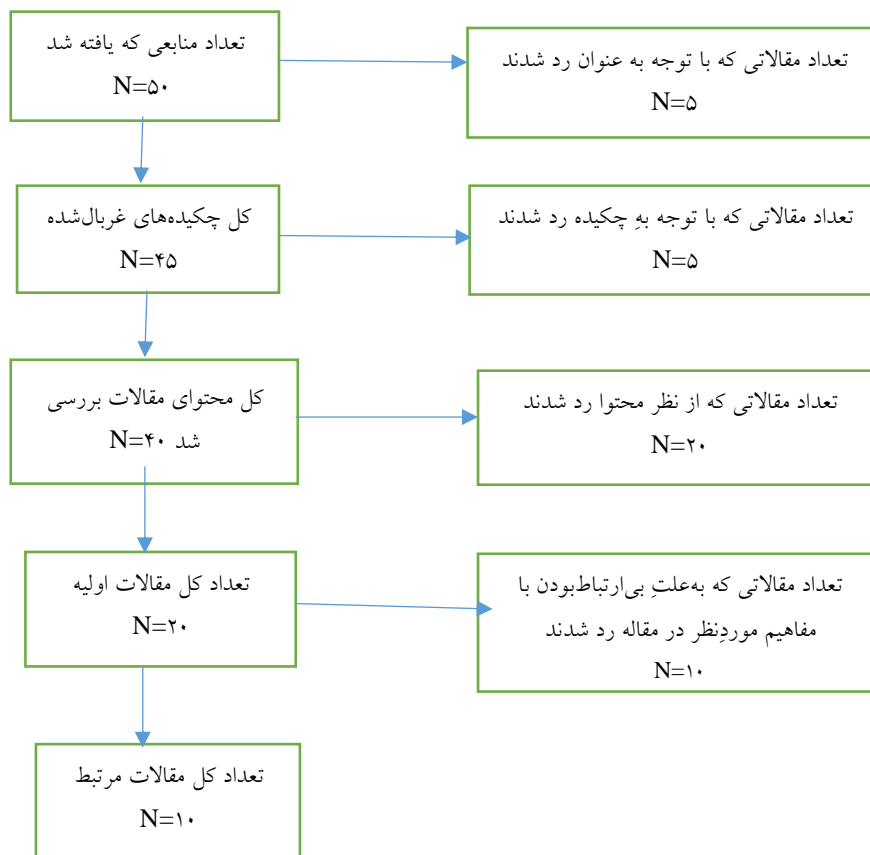 تعداد منابعی که یافته شد
N=۵۰
تعداد مقالاتی که با توجه به عنوان رد شدند
N=۵
کل چکیده‌های غربال‌شده
N=۴۵
تعداد مقالاتی که با توجه بهِ چکیده رد شدند
N=۵
کل محتوای مقالات بررسی
شد N=۴۰
تعداد مقالاتی که از نظر محتوا رد شدند
N=۲۰
تعداد کل مقالات اولیه
N=۲۰
تعداد مقالاتی که به‌علتِ بی‌ارتباط‌بودن با
مفاهیم موردِنظر در مقاله رد شدند
N=۱۰
تعداد کل مقالات مرتبط
N=۱۰